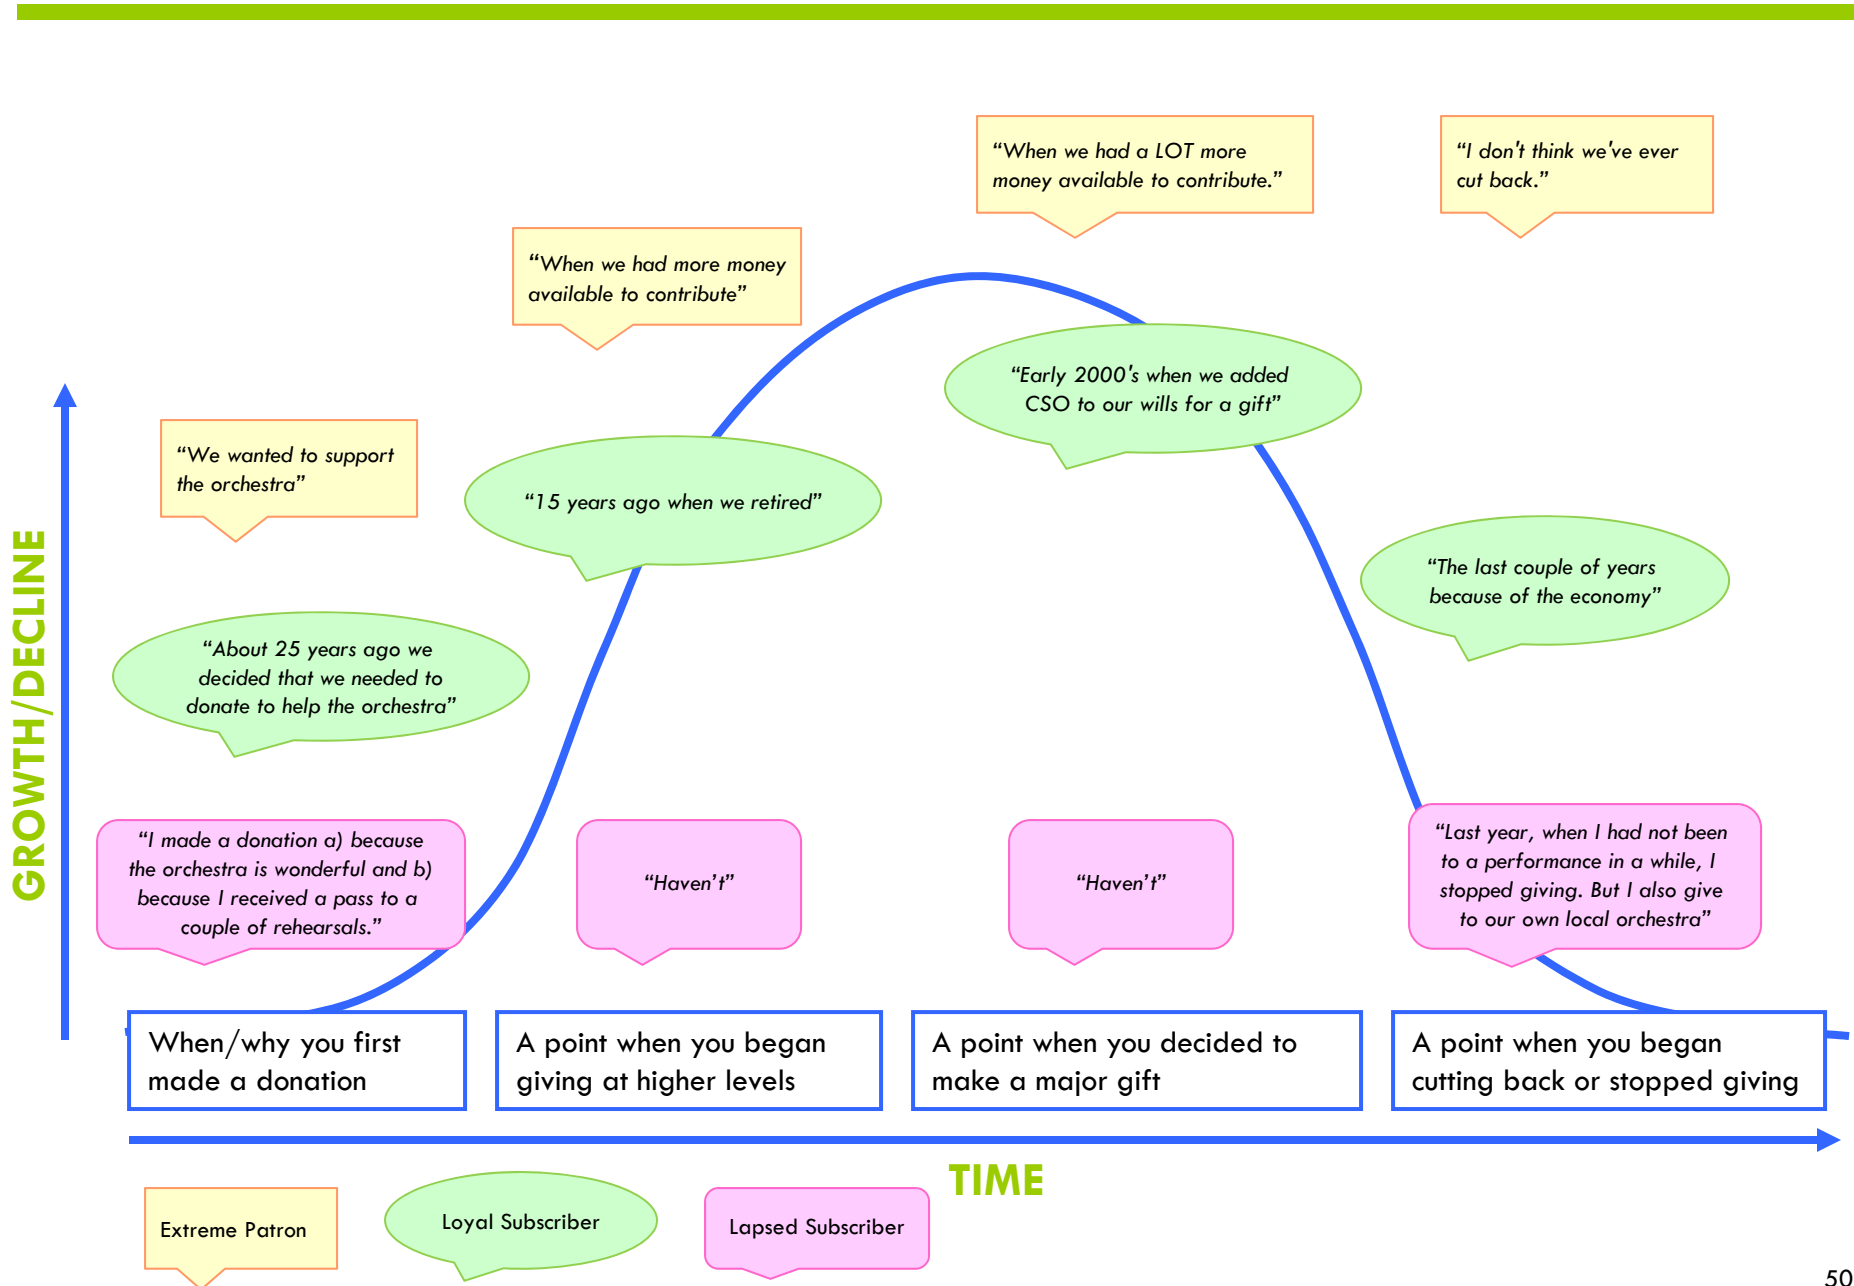 “When we had a LOT more
money available to contribute.”
“I don't think we've ever
cut back.”
“When we had more money
available to contribute”
“Early 2000's when we added
CSO to our wills for a gift”
“We wanted to support
the orchestra”
“15 years ago when we retired”
“The last couple of years
because of the economy”
“About 25 years ago we
decided that we needed to
donate to help the orchestra”
GROWTH/DECLINE
“I made a donation a) because
the orchestra is wonderful and b)
because I received a pass to a
couple of rehearsals.”
“Haven’t”
“Haven’t”
“Last year, when I had not been
to a performance in a while, I
stopped giving. But I also give
to our own local orchestra”
When/why you first
made a donation
A point when you began
giving at higher levels
A point when you decided to
make a major gift
A point when you began
cutting back or stopped giving
TIME
Extreme Patron
Loyal Subscriber
Lapsed Subscriber
50